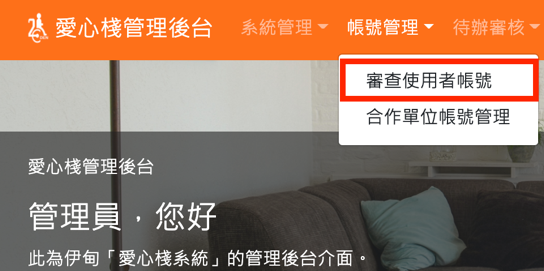 愛心棧管理後台 系統管理 帳號管理 待辦審核
審查使用者帳號
合作單位帳號管理
愛心棧管理後台
管理員，您好
此為伊甸「愛心棧系統」的管理後台介面。